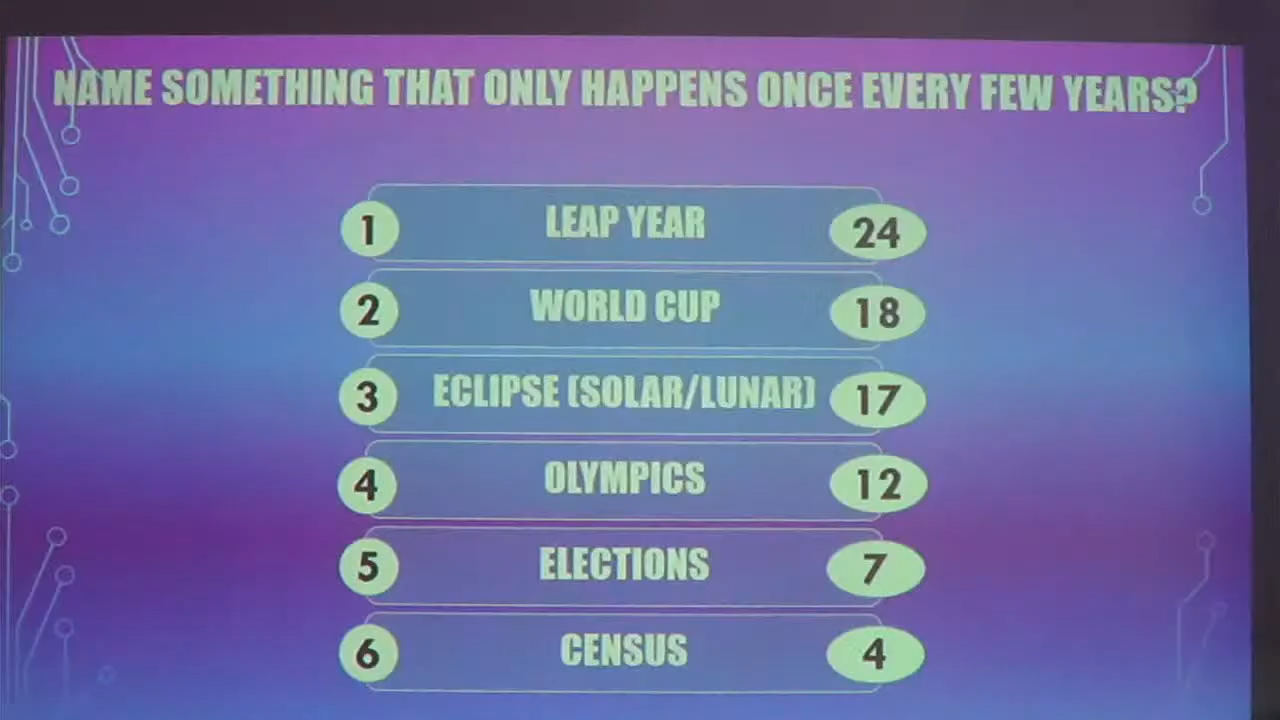 NAME SOMETHING THAT ONLY HAPPENS ONCE EVERY FEW YEARS?
1 LEAP YEAR 24
2 WORLD CUP 18
3 ECLIPSE (SOLAR/LUNAR) 17
4 OLYMPICS 12
5 ELECTIONS 7
6 CENSUS 4